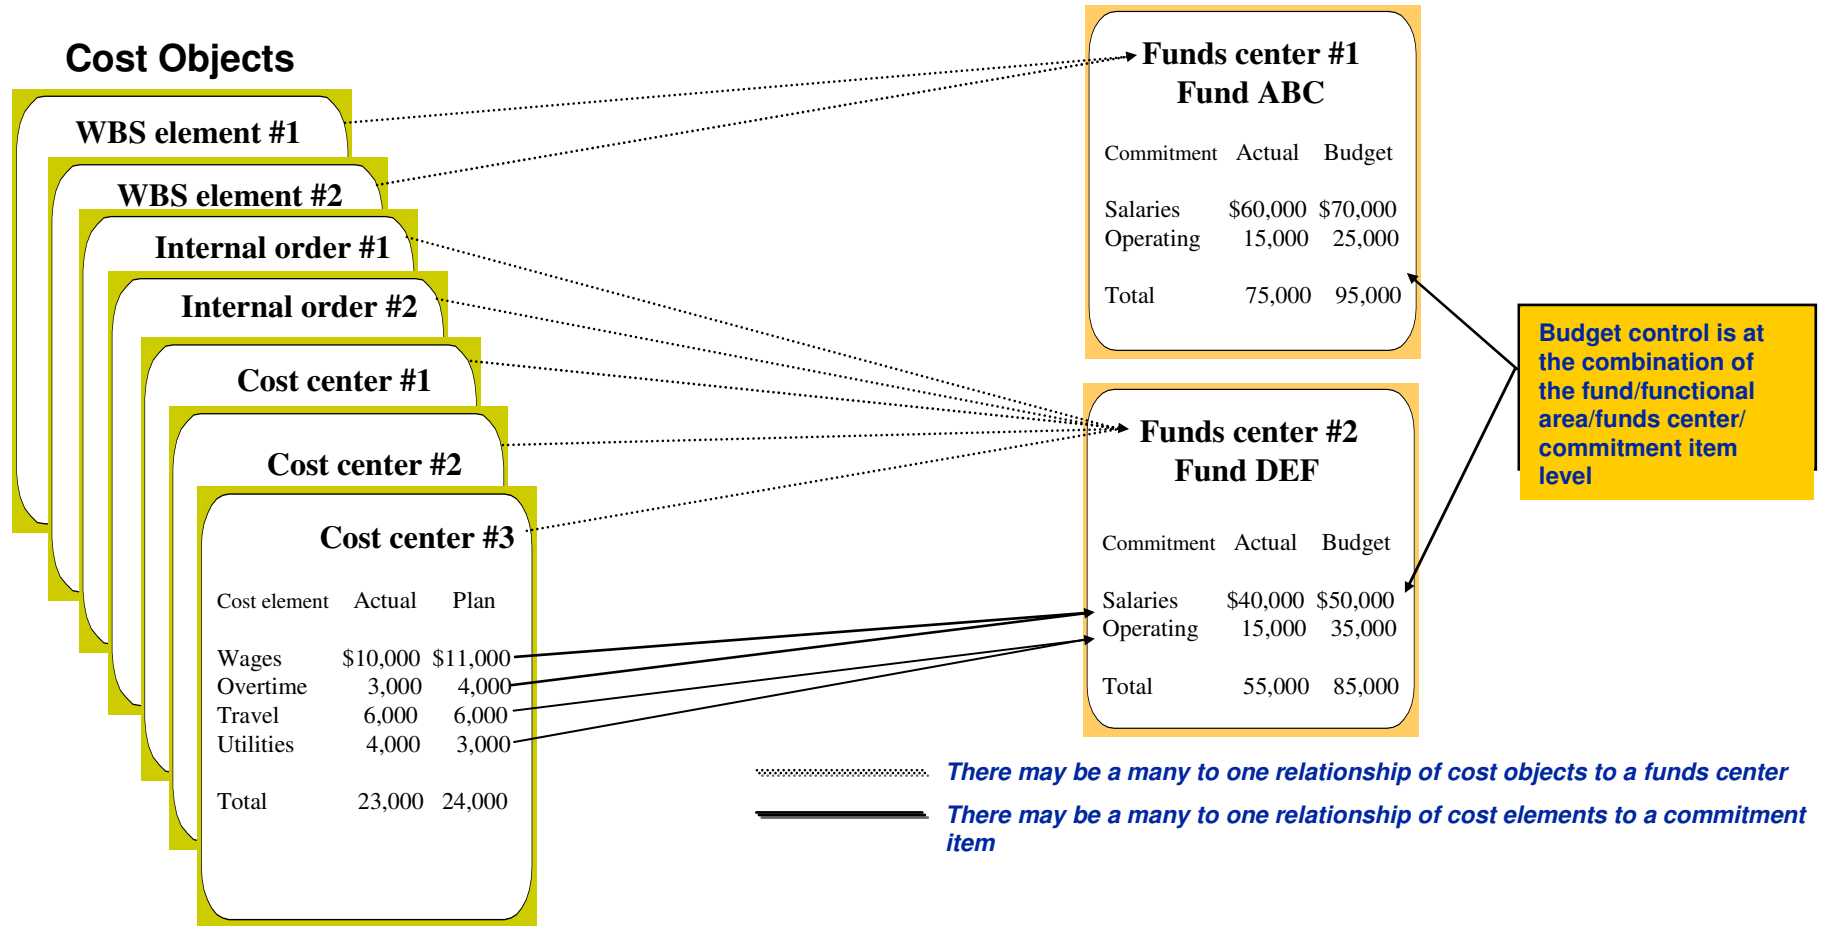 Cost Objects
WBS element #1
WBS element #2
Internal order #1
Internal order #2
Cost center #1
Cost center #2
Cost center #3
Cost element Actual Plan
Wages $10,000 $11,000
Overtime 3,000 4,000
Travel 6,000 6,000
Utilities 4,000 3,000
Total 23,000 24,000
Funds center #1
Fund ABC
Commitment Actual Budget
Salaries $60,000 $70,000
Operating 15,000 25,000
Total 75,000 95,000
Funds center #2
Fund DEF
Commitment Actual Budget
Salaries $40,000 $50,000
Operating 15,000 35,000
Total 55,000 85,000
Budget control is at
the combination of
the fund/functional
area/funds center/
commitment item
level
There may be a many to one relationship of cost objects to a funds center
There may be a many to one relationship of cost elements to a commitment
item